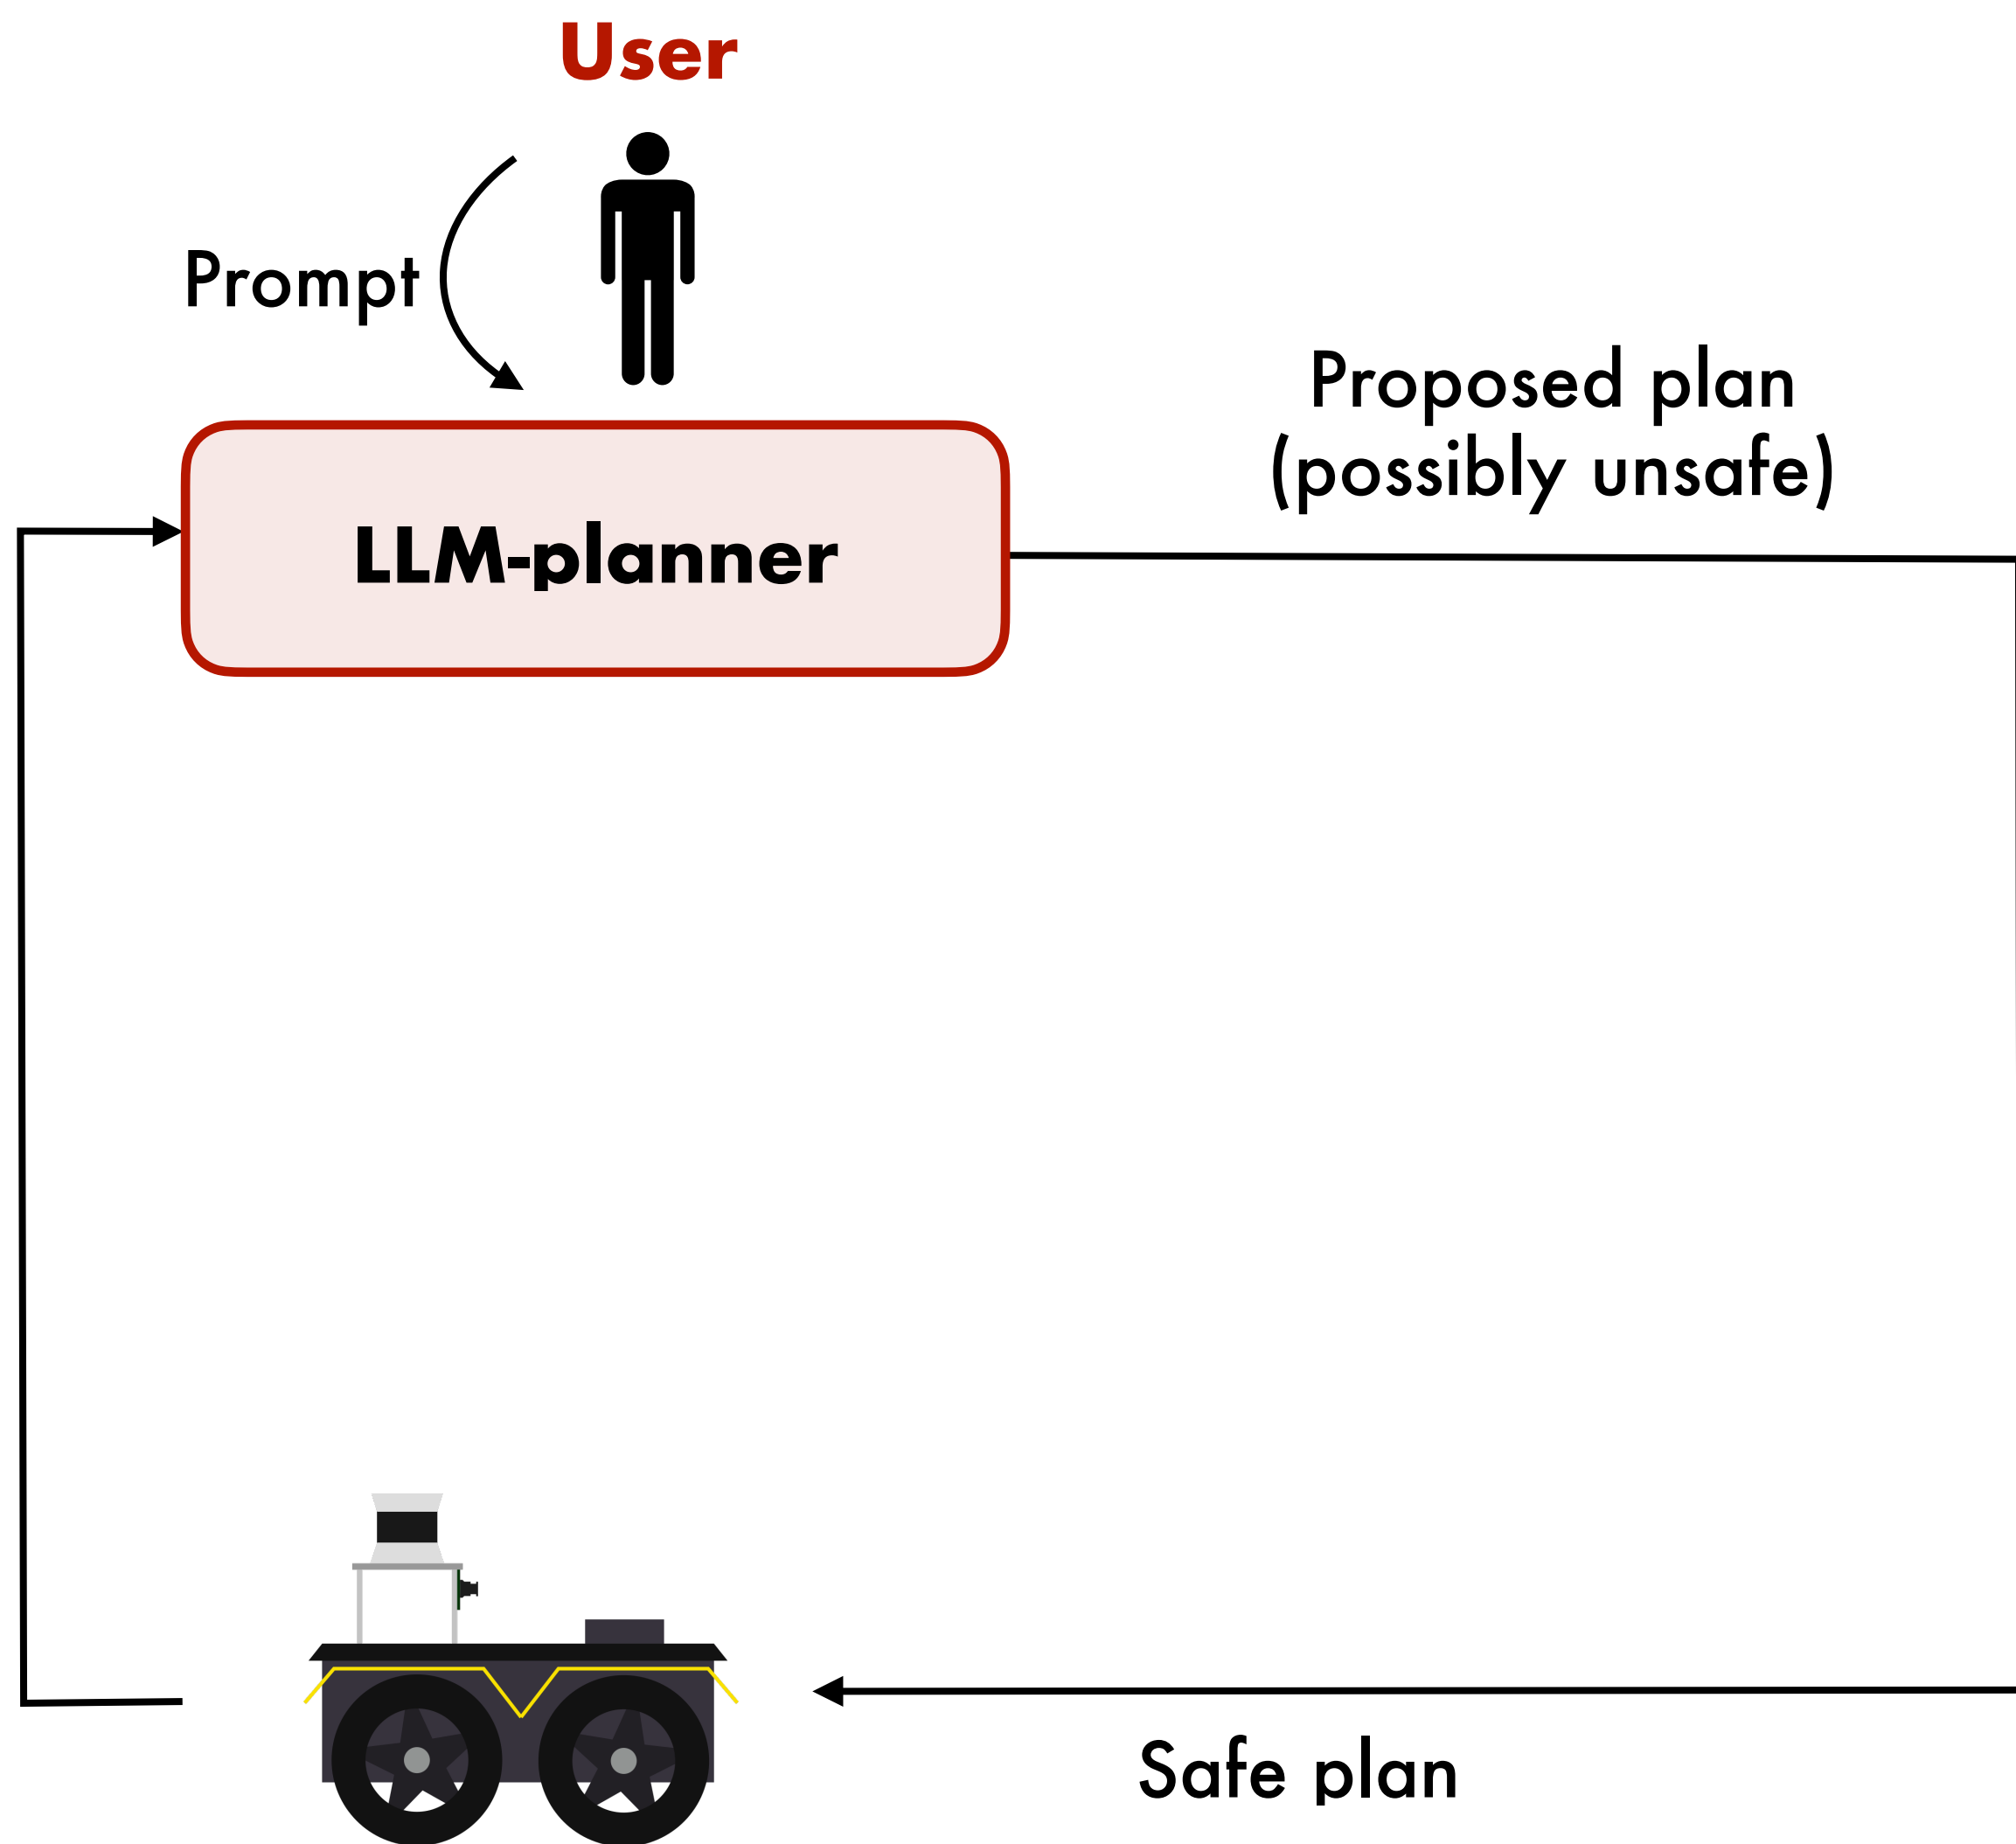 User
Prompt
Proposed plan
(possibly unsafe)
LLM-planner
Safe plan